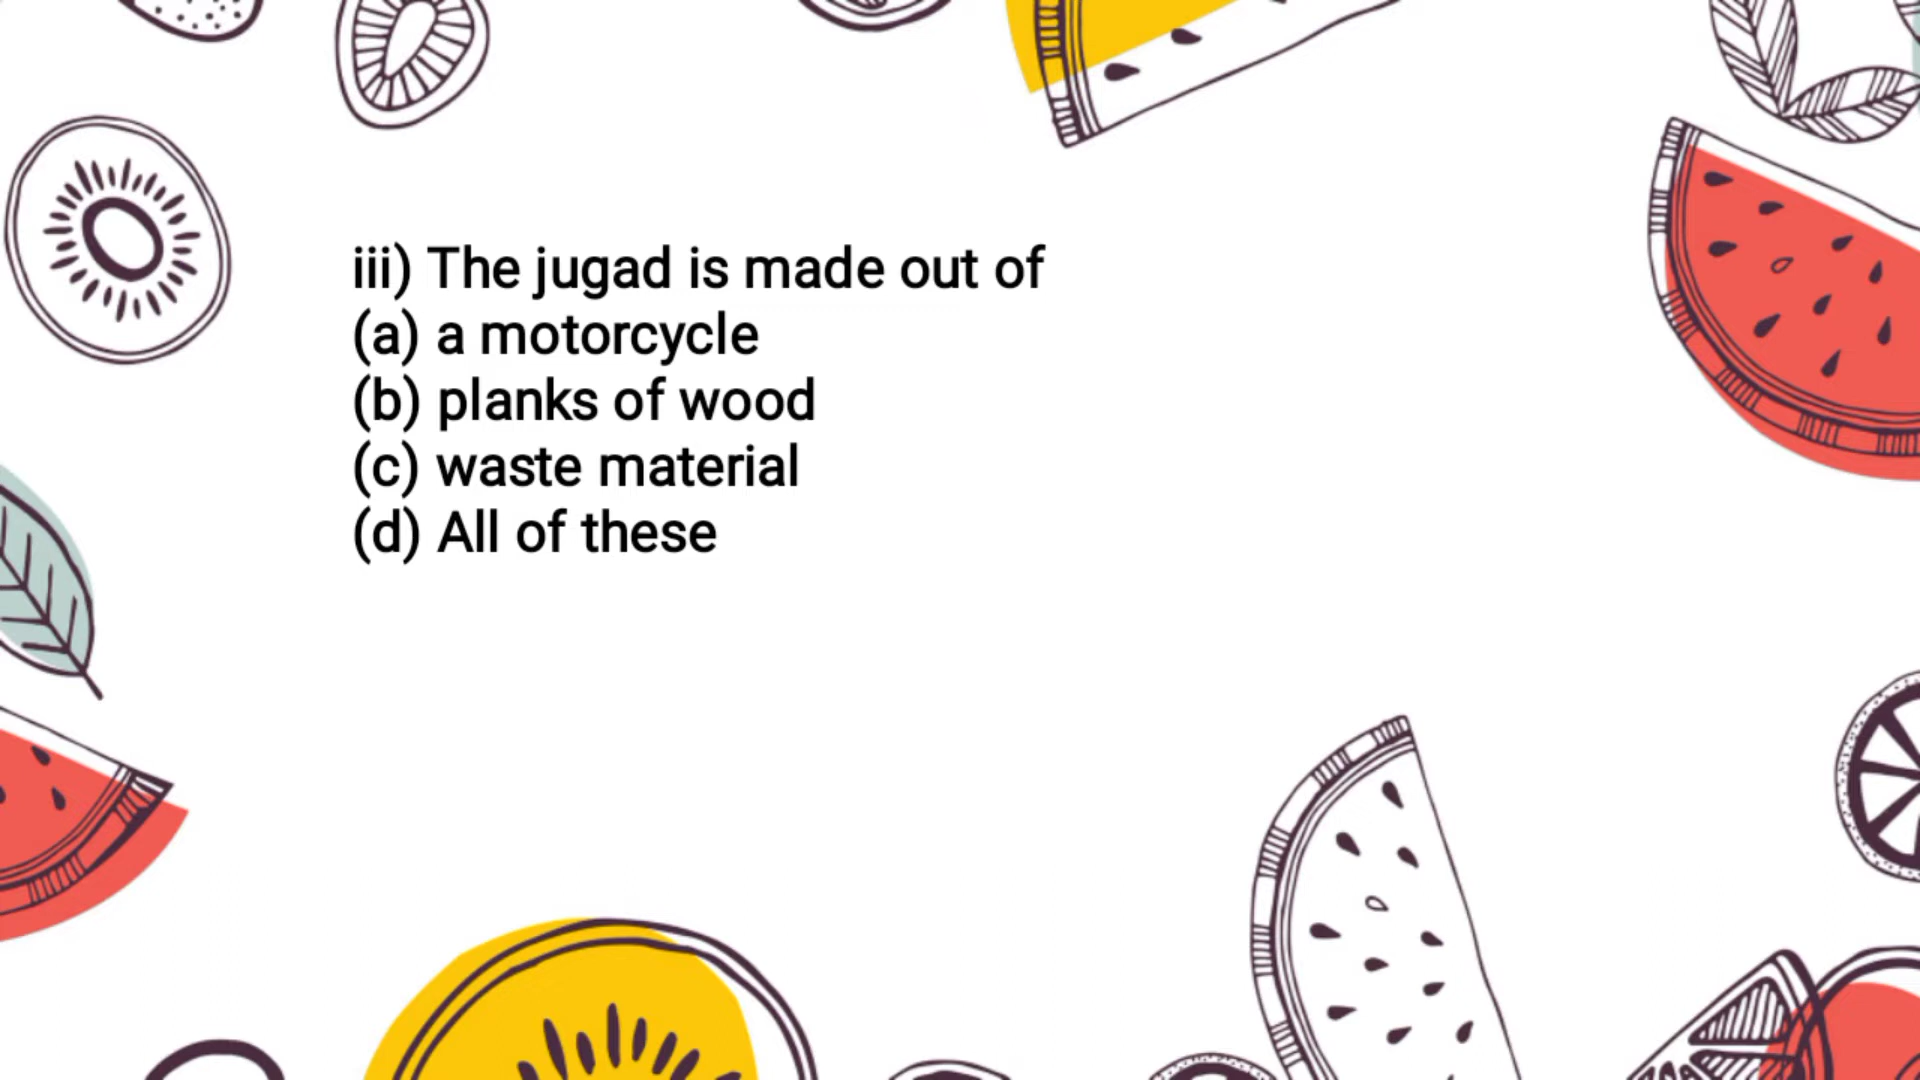 iii) The jugad is made out of
(a) a motorcycle
(b) planks of wood
(c) waste material
(d) All of these